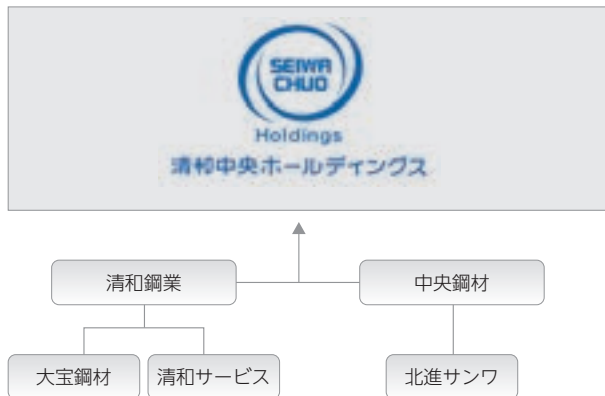 SEIWA
CHUO
Holdings
清和中央ホールディングス
清和鋼業
中央鋼材
大宝鋼材
清和サービス
北進サンワ